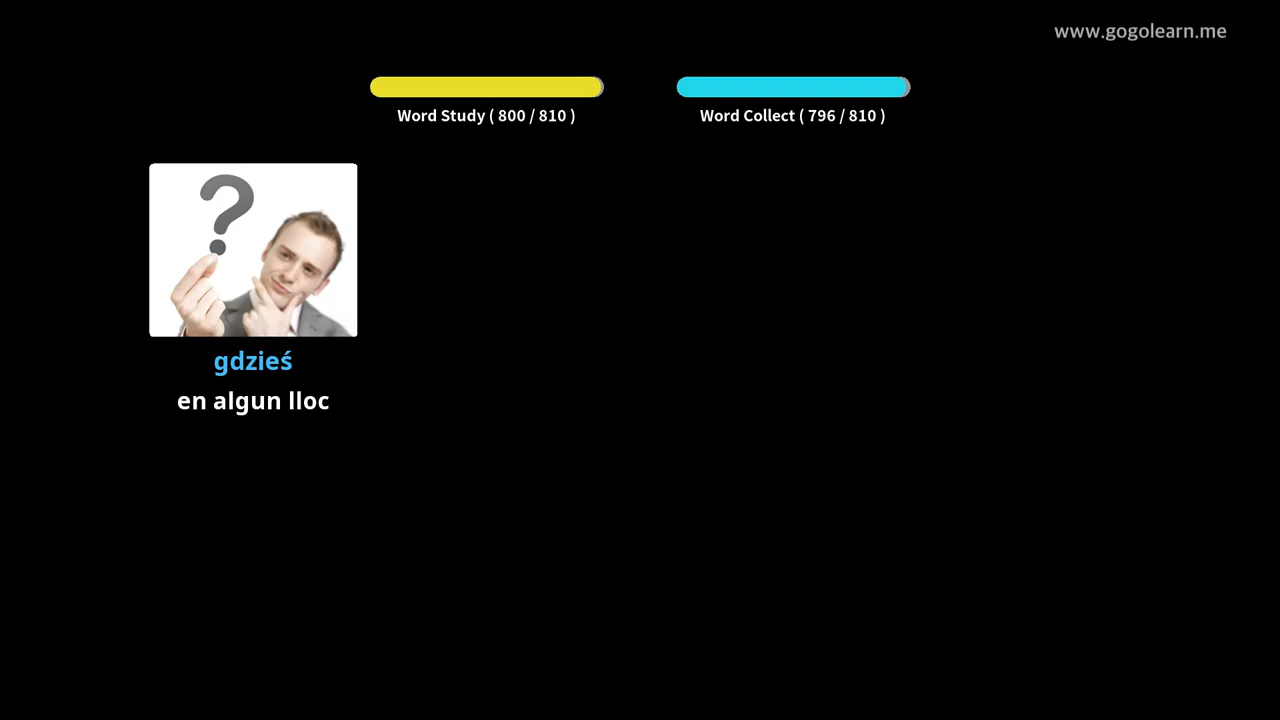 www.gogolearn.me
Word Study ( 800 / 810 )
Word Collect ( 796 / 810 )
?
gdzieś
en algun lloc